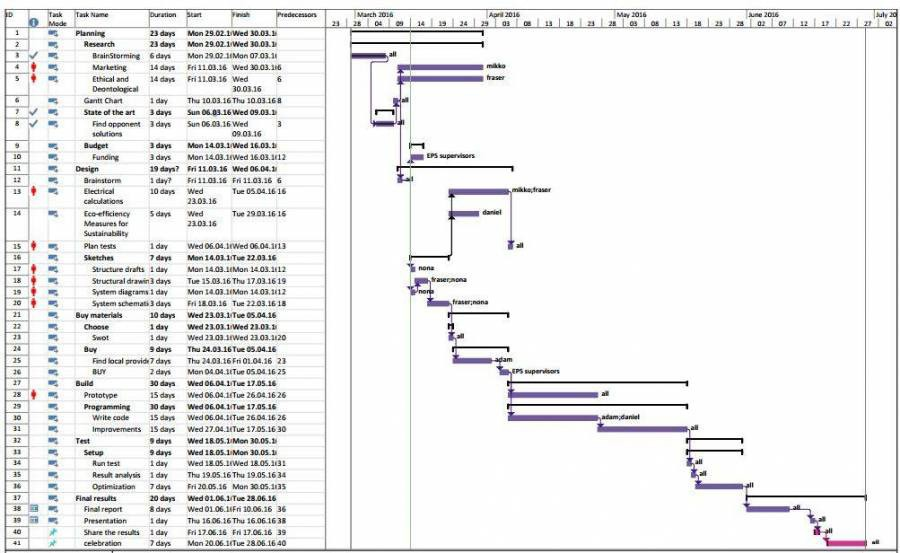 ID Task Mode Task Name Duration Start Finish Predecessors March 2016 April 2016 May 2016 June 2016 July 20
23 28 04 09 14 19 24 29 03 08 13 18 23 28 03 08 13 18 23 28 02 07 12 17 22 27 02
1 Planning 23 days Mon 29.02.1 Wed 30.03.1
2 Research 23 days Mon 29.02.1 Wed 30.03.1
3 BrainStorming 6 days Mon 29.02.1 Mon 07.03.1 all
4 Marketing 14 days Fri 11.03.16 Wed 30.03.1 6 mikko
5 Ethical and Deontological 14 days Fri 11.03.16 Wed 30.03.16 6 fraser
6 Gantt Chart 1 day Thu 10.03.16 Thu 10.03.16 8 all
7 State of the art 3 days Sun 06.03.16 Wed 09.03.1
8 Find opponent solutions 3 days Sun 06.03.16 Wed 09.03.16 3 all
9 Budget 3 days Mon 14.03.1 Wed 16.03.1
10 Funding 3 days Mon 14.03.1 Wed 16.03.1 12 EPS supervisors
11 Design 19 days? Fri 11.03.16 Wed 06.04.1
12 Brainstorm 1 day? Fri 11.03.16 Fri 11.03.16 6 all
13 Electrical calculations 10 days Wed 23.03.16 Tue 05.04.16 16 mikko;fraser
14 Eco-efficiency Measures for Sustainability 5 days Wed 23.03.16 Tue 29.03.16 16 daniel
15 Plan tests 1 day Wed 06.04.1 Wed 06.04.1 13 all
16 Sketches 7 days Mon 14.03.1 Tue 22.03.16
17 Structure drafts 1 day Mon 14.03.1 Mon 14.03.1 12 nona
18 Structural drawin 3 days Tue 15.03.16 Thu 17.03.16 19 fraser;nona
19 System diagrams 1 day Mon 14.03.1 Mon 14.03.1 12 nona
20 System schemati 3 days Fri 18.03.16 Tue 22.03.16 18 fraser;nona
21 Buy materials 10 days Wed 23.03.1 Tue 05.04.16
22 Choose 1 day Wed 23.03.1 Wed 23.03.1
23 Swot 1 day Wed 23.03.1 Wed 23.03.1 20 all
24 Buy 9 days Thu 24.03.16 Tue 05.04.16
25 Find local provide 7 days Thu 24.03.16 Fri 01.04.16 23 adam
26 BUY 2 days Mon 04.04.1 Tue 05.04.16 25 EPS supervisors
27 Build 30 days Wed 06.04.1 Tue 17.05.16
28 Prototype 15 days Wed 06.04.1 Tue 26.04.16 26 all
29 Programming 30 days Wed 06.04.1 Tue 17.05.16
30 Write code 15 days Wed 06.04.1 Tue 26.04.16 26 adam;daniel
31 Improvements 15 days Wed 27.04.1 Tue 17.05.16 30 all
32 Test 9 days Wed 18.05.1 Mon 30.05.1
33 Setup 9 days Wed 18.05.1 Mon 30.05.1
34 Run test 1 day Wed 18.05.1 Wed 18.05.1 31 all
35 Result analysis 1 day Thu 19.05.16 Thu 19.05.16 34 all
36 Optimization 7 days Fri 20.05.16 Mon 30.05.1 35 all
37 Final results 20 days Wed 01.06.1 Tue 28.06.16
38 Final report 8 days Wed 01.06.1 Fri 10.06.16 36 all
39 Presentation 1 day Thu 16.06.16 Thu 16.06.16 38 all
40 Share the results 1 day Fri 17.06.16 Fri 17.06.16 39 all
41 celebration 7 days Mon 20.06.1 Tue 28.06.16 40 all